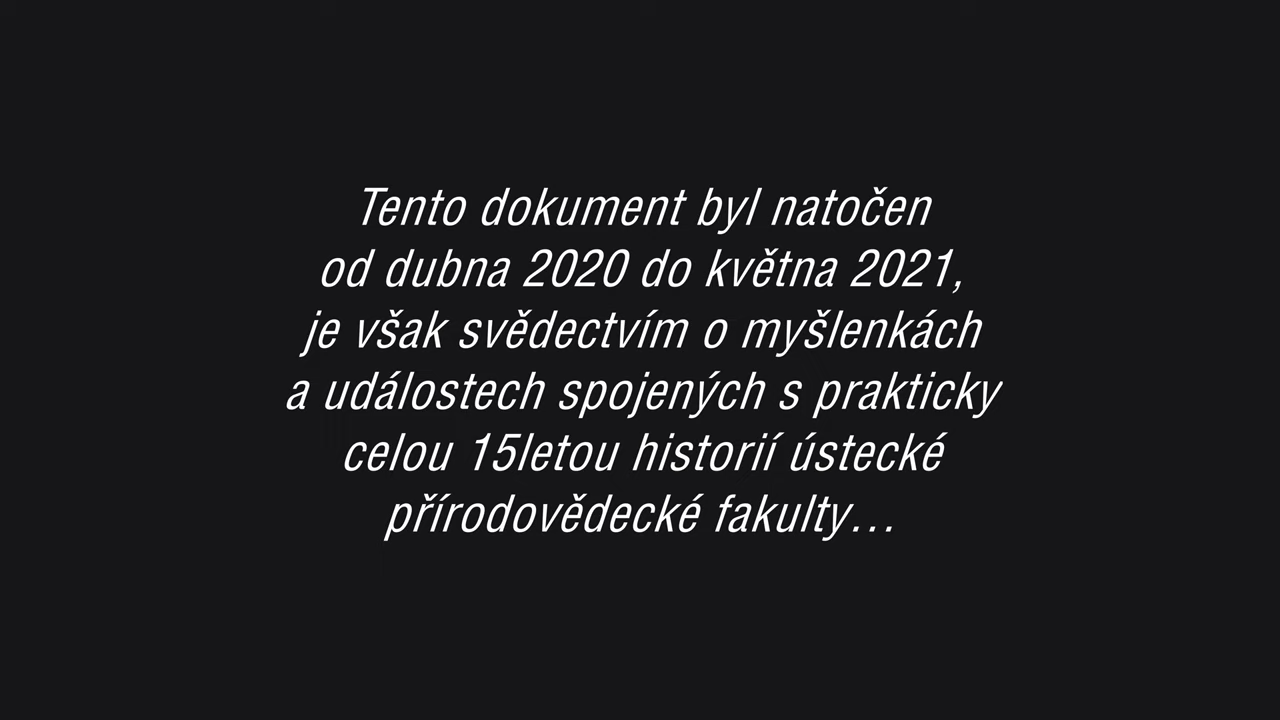 Tento dokument byl natočen
od dubna 2020 do května 2021,
je však svědectvím o myšlenkách
a událostech spojených s prakticky
celou 15letou historií ústecké
přírodovědecké fakulty...